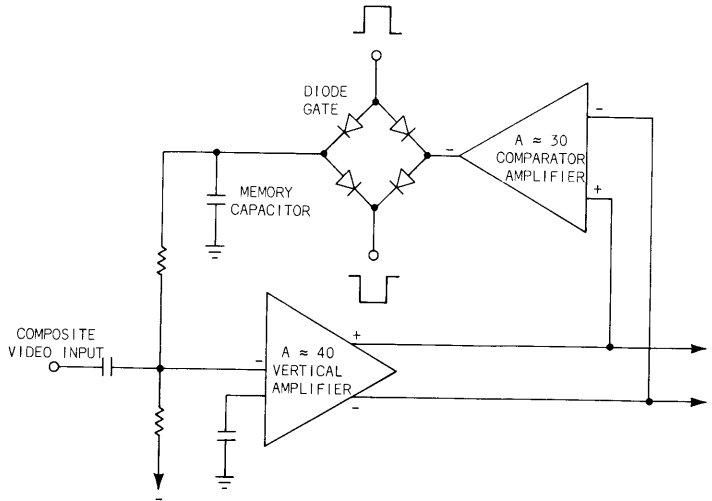 DIODE
GATE
-
A ≈ 30
COMPARATOR
AMPLIFIER
-
+
MEMORY
CAPACITOR
COMPOSITE
VIDEO INPUT
-
A ≈ 40
VERTICAL
AMPLIFIER
+
-
-